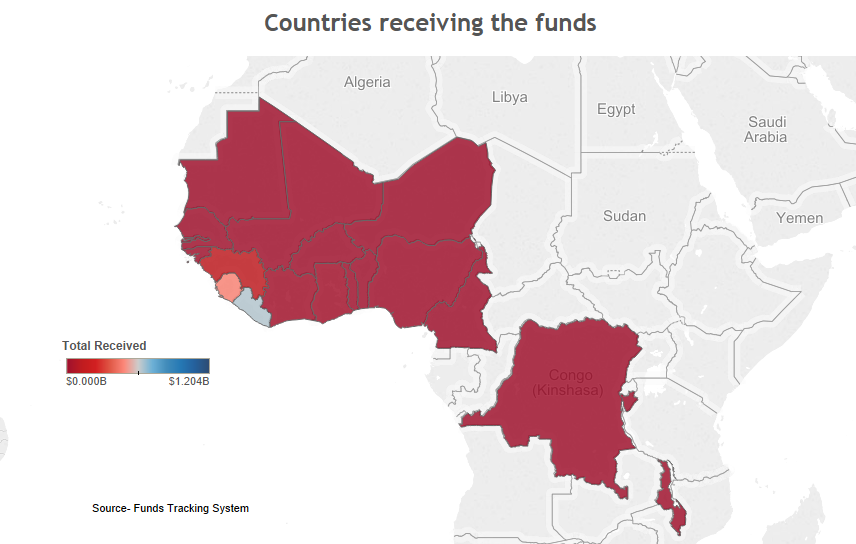 Countries receiving the funds
Algeria
Libya
Egypt
Saudi
Arabia
Sudan
Yemen
Total Received
$0.000B
$1.204B
Congo
(Kinshasa)
Source- Funds Tracking System